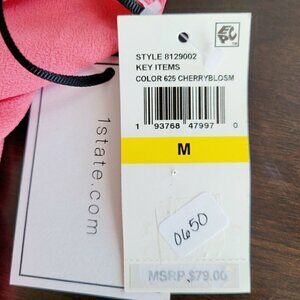 STYLE 8129002
KEY ITEMS
COLOR 625 CHERRYBLOSM
1 93768 47997 0
M
0650
MSRP $79.00
1state.com